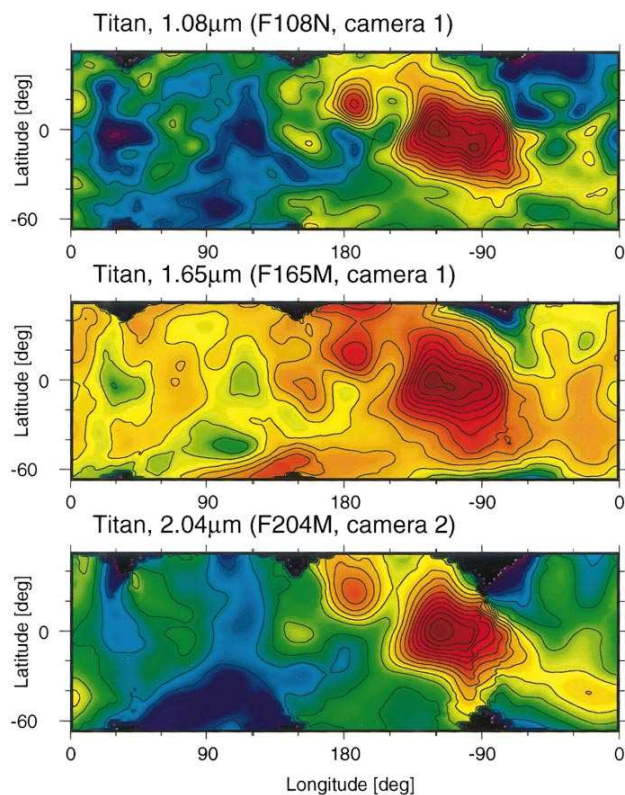 Titan, 1.08μm (F108N, camera 1)
Latitude [deg]
0
-60
0 90 180 -90 0
Titan, 1.65μm (F165M, camera 1)
Latitude [deg]
0
-60
0 90 180 -90 0
Titan, 2.04μm (F204M, camera 2)
Latitude [deg]
0
-60
0 90 180 -90 0
Longitude [deg]